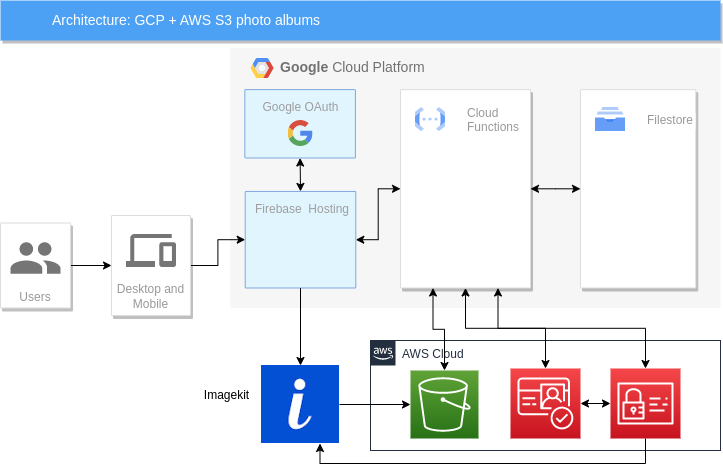 Architecture: GCP + AWS S3 photo albums
Google Cloud Platform
Google OAuth
Cloud
Functions
Filestore
Firebase Hosting
Users
Desktop and
Mobile
aws
AWS Cloud
Imagekit
i